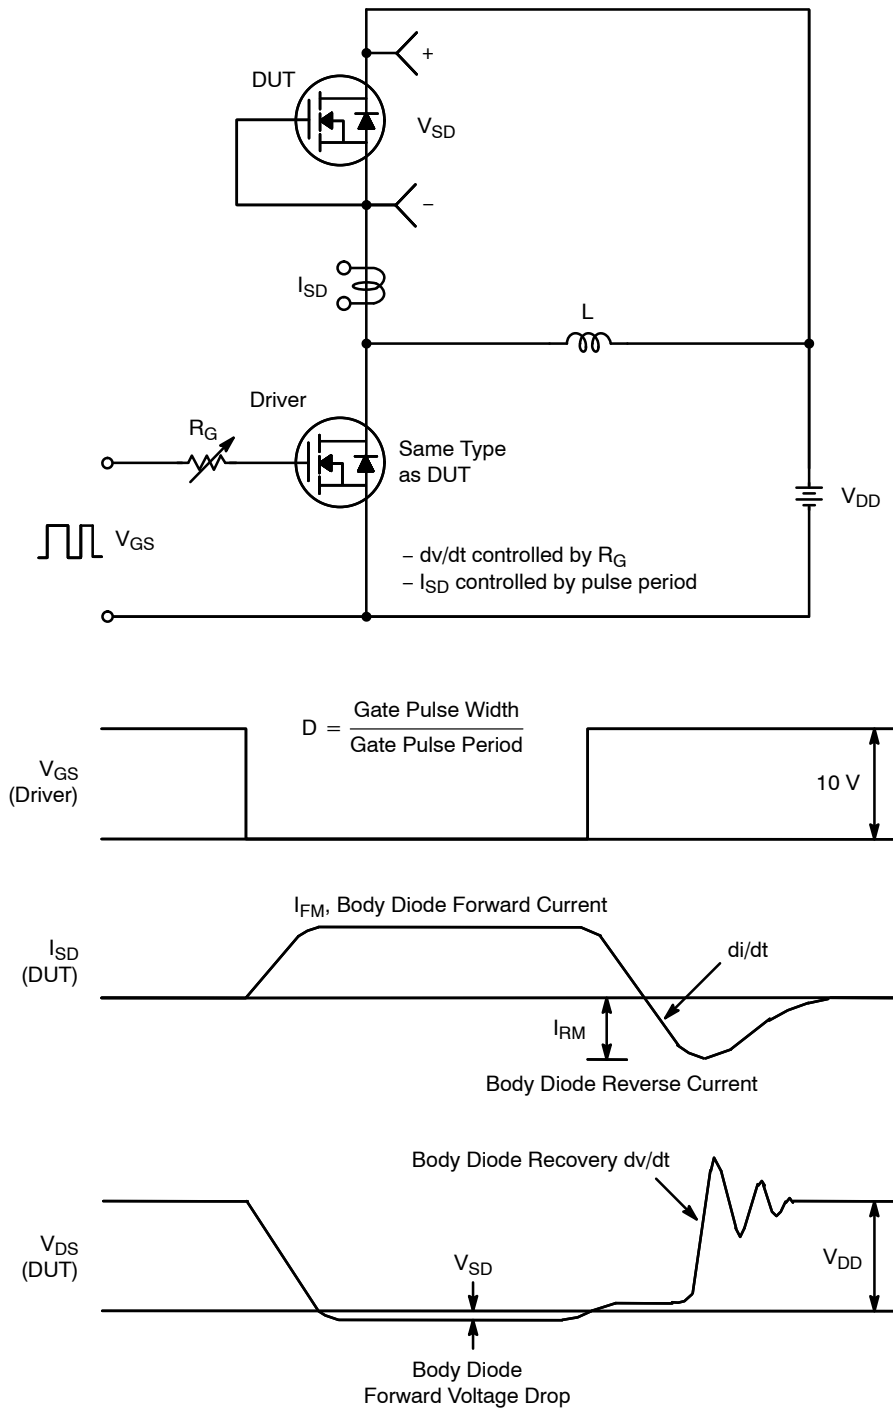 DUT
+
V_SD
−
I_SD
L
Driver
R_G
Same Type
as DUT
V_DD
V_GS
− dv/dt controlled by R_G
− I_SD controlled by pulse period
D = Gate Pulse Width
Gate Pulse Period
V_GS
(Driver)
10 V
I_FM, Body Diode Forward Current
I_SD
(DUT)
di/dt
I_RM
Body Diode Reverse Current
Body Diode Recovery dv/dt
V_DS
(DUT)
V_SD
V_DD
Body Diode
Forward Voltage Drop